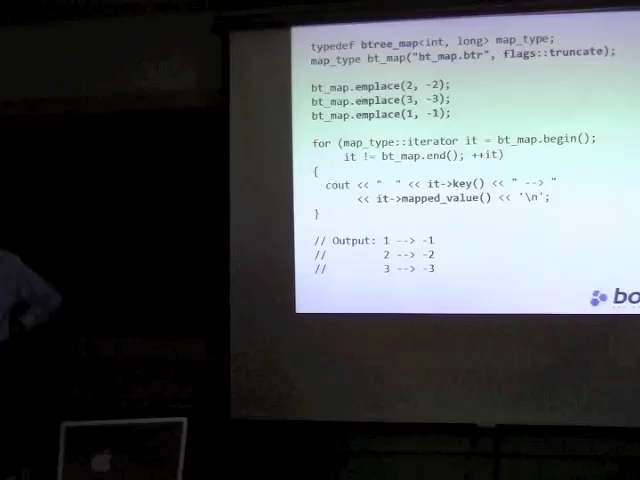 typedef btree_map<int, long> map_type;
map_type bt_map("bt_map.btr", flags::truncate);
bt_map.emplace(2, -2);
bt_map.emplace(3, -3);
bt_map.emplace(1, -1);
for (map_type::iterator it = bt_map.begin();
it != bt_map.end(); ++it)
{
cout << "  " << it->key() << " --> "
<< it->mapped_value() << '\n';
}
// Output: 1 --> -1
//         2 --> -2
//         3 --> -3
bo